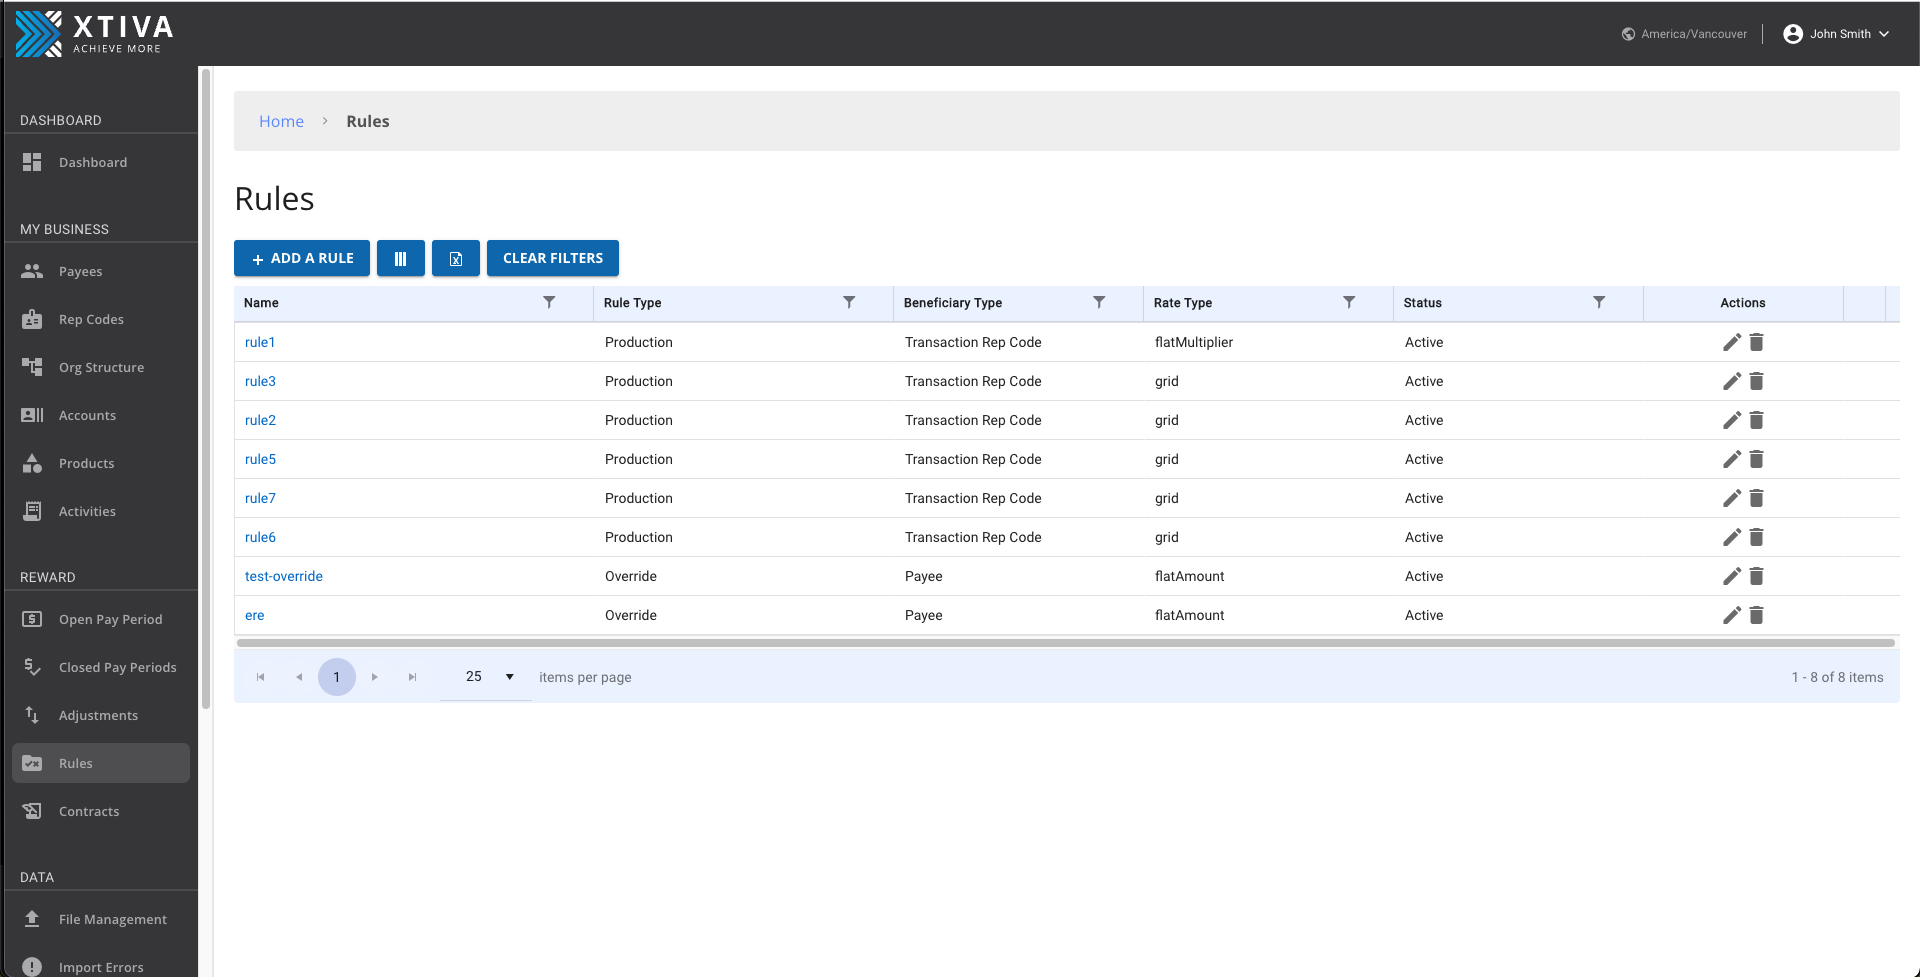 XTIVA
ACHIEVE MORE
America/Vancouver
John Smith
DASHBOARD
Dashboard
MY BUSINESS
Payees
Rep Codes
Org Structure
Accounts
Products
Activities
REWARD
Open Pay Period
Closed Pay Periods
Adjustments
Rules
Contracts
DATA
File Management
Import Errors
Home > Rules
Rules
+ ADD A RULE CLEAR FILTERS
Name Rule Type Beneficiary Type Rate Type Status Actions
rule1 Production Transaction Rep Code flatMultiplier Active
rule3 Production Transaction Rep Code grid Active
rule2 Production Transaction Rep Code grid Active
rule5 Production Transaction Rep Code grid Active
rule7 Production Transaction Rep Code grid Active
rule6 Production Transaction Rep Code grid Active
test-override Override Payee flatAmount Active
ere Override Payee flatAmount Active
1 25 items per page 1 - 8 of 8 items